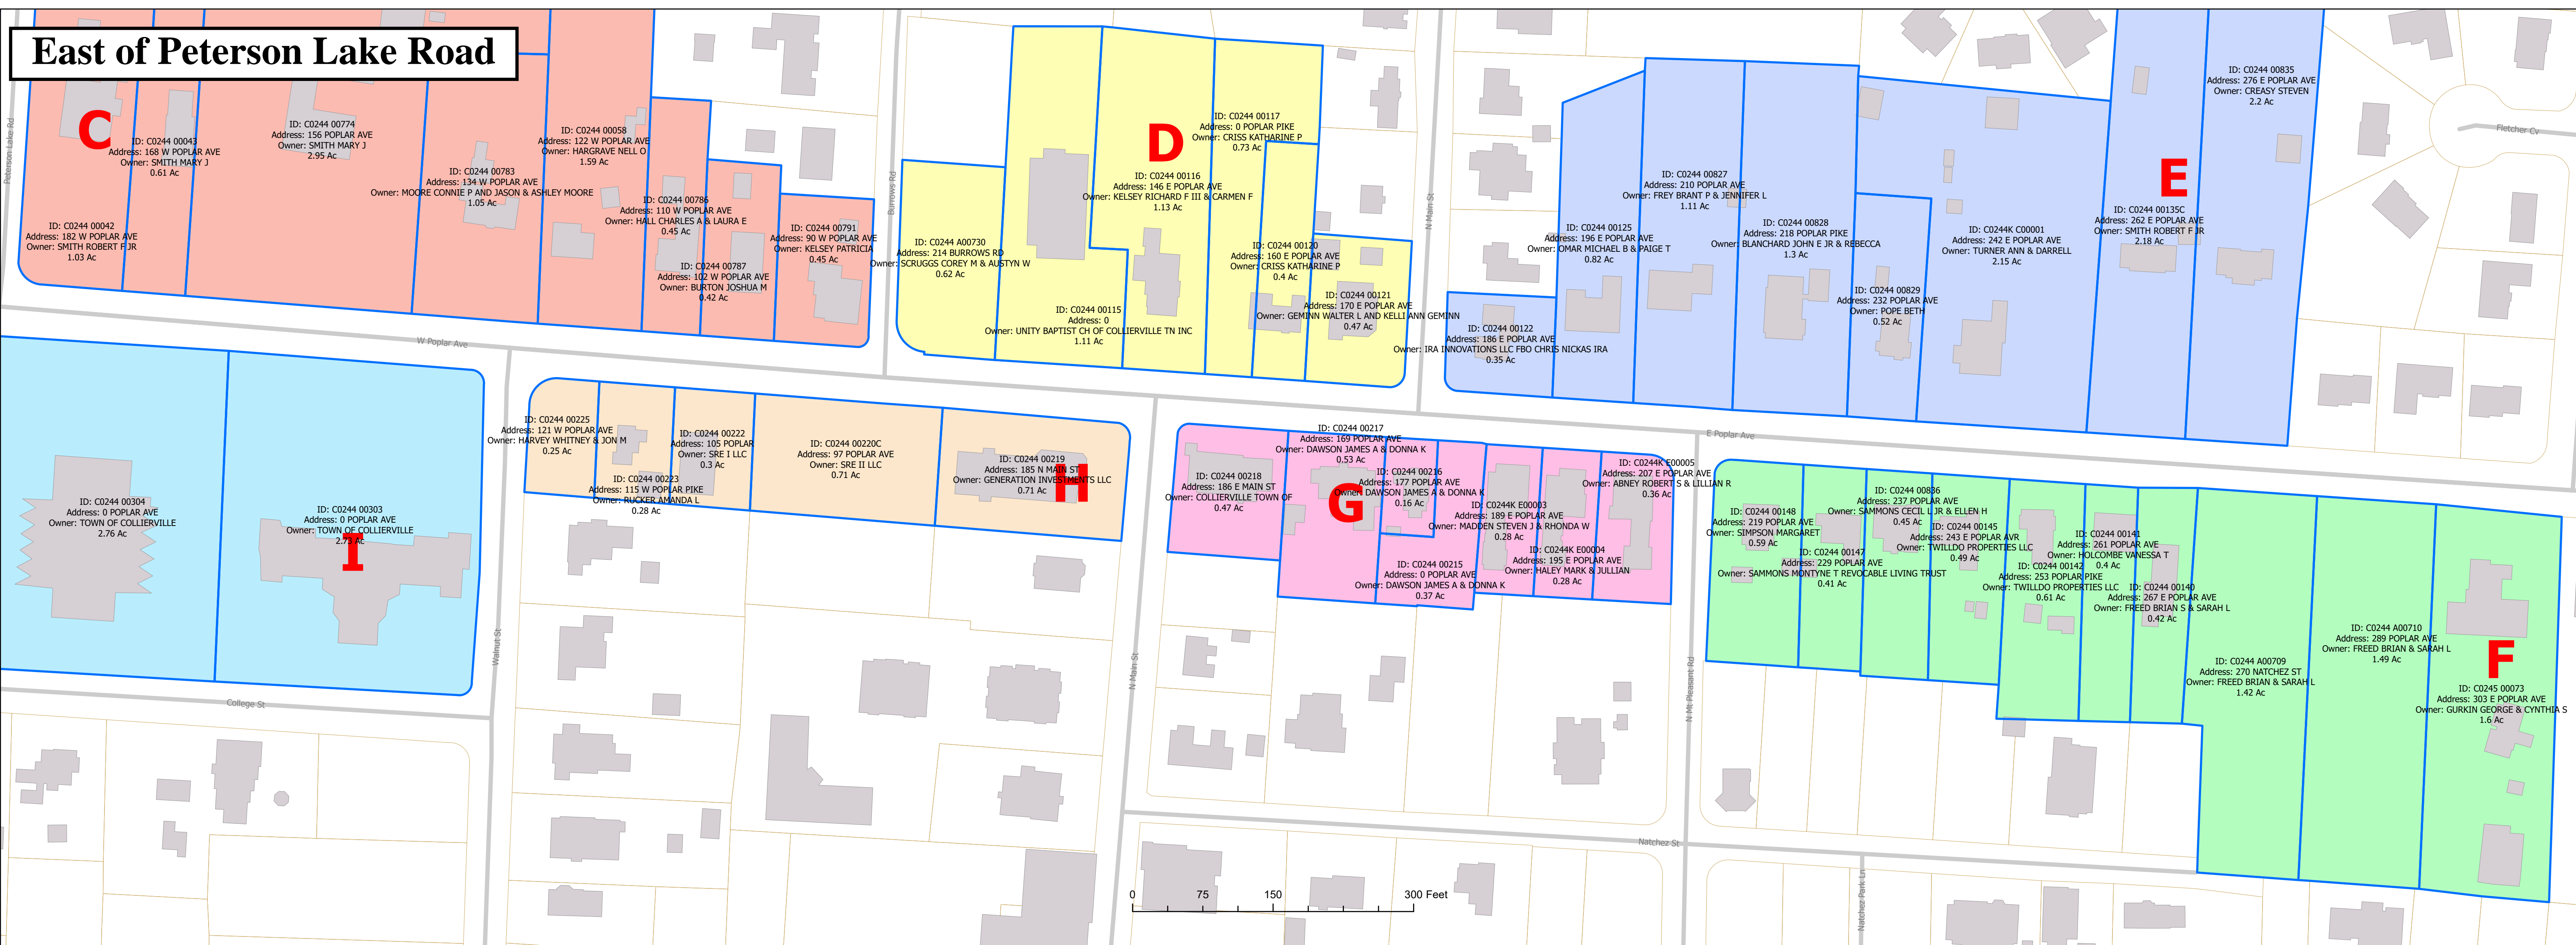 East of Peterson Lake Road
C
ID: C0244 00043
Address: 168 W POPLAR AVE
Owner: SMITH MARY J
0.61 Ac
ID: C0244 00042
Address: 182 W POPLAR AVE
Owner: SMITH ROBERT F JR
1.03 Ac
ID: C0244 00774
Address: 156 POPLAR AVE
Owner: SMITH MARY J
2.95 Ac
ID: C0244 00783
Address: 134 W POPLAR AVE
Owner: MOORE CONNIE P AND JASON & ASHLEY MOORE
1.05 Ac
ID: C0244 00058
Address: 122 W POPLAR AVE
Owner: HARGRAVE NELL O
1.59 Ac
ID: C0244 00786
Address: 110 W POPLAR AVE
Owner: HALL CHARLES A & LAURA E
0.45 Ac
ID: C0244 00787
Address: 102 W POPLAR AVE
Owner: BURTON JOSHUA M
0.42 Ac
ID: C0244 00791
Address: 90 W POPLAR AVE
Owner: KELSEY PATRICIA
0.45 Ac
Peterson Lake Rd
W Poplar Ave
Burrows Rd
D
ID: C0244 A00730
Address: 214 BURROWS RD
Owner: SCRUGGS COREY M & AUSTYN W
0.62 Ac
ID: C0244 00115
Address: 0
Owner: UNITY BAPTIST CH OF COLLIERVILLE TN INC
1.11 Ac
ID: C0244 00116
Address: 146 E POPLAR AVE
Owner: KELSEY RICHARD F III & CARMEN F
1.13 Ac
ID: C0244 00117
Address: 0 POPLAR PIKE
Owner: CRISS KATHARINE P
0.73 Ac
ID: C0244 00120
Address: 160 E POPLAR AVE
Owner: CRISS KATHARINE P
0.4 Ac
ID: C0244 00121
Address: 170 E POPLAR AVE
Owner: GEMINN WALTER L AND KELLI ANN GEMINN
0.47 Ac
N Main St
E
ID: C0244 00122
Address: 186 E POPLAR AVE
Owner: IRA INNOVATIONS LLC FBO CHRIS NICKAS IRA
0.35 Ac
ID: C0244 00125
Address: 196 E POPLAR AVE
Owner: OMAR MICHAEL B & PAIGE T
0.82 Ac
ID: C0244 00827
Address: 210 POPLAR AVE
Owner: FREY BRANT P & JENNIFER L
1.11 Ac
ID: C0244 00828
Address: 218 POPLAR PIKE
Owner: BLANCHARD JOHN E JR & REBECCA
1.3 Ac
ID: C0244 00829
Address: 232 POPLAR AVE
Owner: POPE BETH
0.52 Ac
ID: C0244K C00001
Address: 242 E POPLAR AVE
Owner: TURNER ANN & DARRELL
2.15 Ac
ID: C0244 00135C
Address: 262 E POPLAR AVE
Owner: SMITH ROBERT F JR
2.18 Ac
ID: C0244 00835
Address: 276 E POPLAR AVE
Owner: CREASY STEVEN
2.2 Ac
Fletcher Cv
E Poplar Ave
I
ID: C0244 00304
Address: 0 POPLAR AVE
Owner: TOWN OF COLLIERVILLE
2.76 Ac
ID: C0244 00303
Address: 0 POPLAR AVE
Owner: TOWN OF COLLIERVILLE
2.73 Ac
College St
Walnut St
H
ID: C0244 00225
Address: 121 W POPLAR AVE
Owner: HARVEY WHITNEY & JON M
0.25 Ac
ID: C0244 00223
Address: 115 W POPLAR PIKE
Owner: RUCKER AMANDA L
0.28 Ac
ID: C0244 00222
Address: 105 POPLAR
Owner: SRE I LLC
0.3 Ac
ID: C0244 00220C
Address: 97 POPLAR AVE
Owner: SRE II LLC
0.71 Ac
ID: C0244 00219
Address: 185 N MAIN ST
Owner: GENERATION INVESTMENTS LLC
0.71 Ac
N Main St
G
ID: C0244 00218
Address: 186 E MAIN ST
Owner: COLLIERVILLE TOWN OF
0.47 Ac
ID: C0244 00217
Address: 169 POPLAR AVE
Owner: DAWSON JAMES A & DONNA K
0.53 Ac
ID: C0244 00216
Address: 177 POPLAR AVE
Owner: DAWSON JAMES A & DONNA K
0.16 Ac
ID: C0244 00215
Address: 0 POPLAR AVE
Owner: DAWSON JAMES A & DONNA K
0.37 Ac
ID: C0244K E00003
Address: 189 E POPLAR AVE
Owner: MADDEN STEVEN J & RHONDA W
0.28 Ac
ID: C0244K E00004
Address: 195 E POPLAR AVE
Owner: HALEY MARK & JULLIAN
0.28 Ac
ID: C0244K E00005
Address: 207 E POPLAR AVE
Owner: ABNEY ROBERT S & LILLIAN R
0.36 Ac
N Mt Pleasant Rd
F
ID: C0244 00148
Address: 219 POPLAR AVE
Owner: SIMPSON MARGARET
0.59 Ac
ID: C0244 00147
Address: 229 POPLAR AVE
Owner: SAMMONS MONTYNE T REVOCABLE LIVING TRUST
0.41 Ac
ID: C0244 00836
Address: 237 POPLAR AVE
Owner: SAMMONS CECIL L JR & ELLEN H
0.45 Ac
ID: C0244 00145
Address: 243 E POPLAR AVR
Owner: TWILLDO PROPERTIES LLC
0.49 Ac
ID: C0244 00142
Address: 253 POPLAR PIKE
Owner: TWILLDO PROPERTIES LLC
0.61 Ac
ID: C0244 00141
Address: 261 POPLAR AVE
Owner: HOLCOMBE VANESSA T
0.4 Ac
ID: C0244 00140
Address: 267 E POPLAR AVE
Owner: FREED BRIAN S & SARAH L
0.42 Ac
ID: C0244 A00709
Address: 270 NATCHEZ ST
Owner: FREED BRIAN & SARAH L
1.42 Ac
ID: C0244 A00710
Address: 289 POPLAR AVE
Owner: FREED BRIAN & SARAH L
1.49 Ac
ID: C0245 00073
Address: 303 E POPLAR AVE
Owner: GURKIN GEORGE & CYNTHIA S
1.6 Ac
Natchez St
Natchez Park Ln
0 75 150 300 Feet